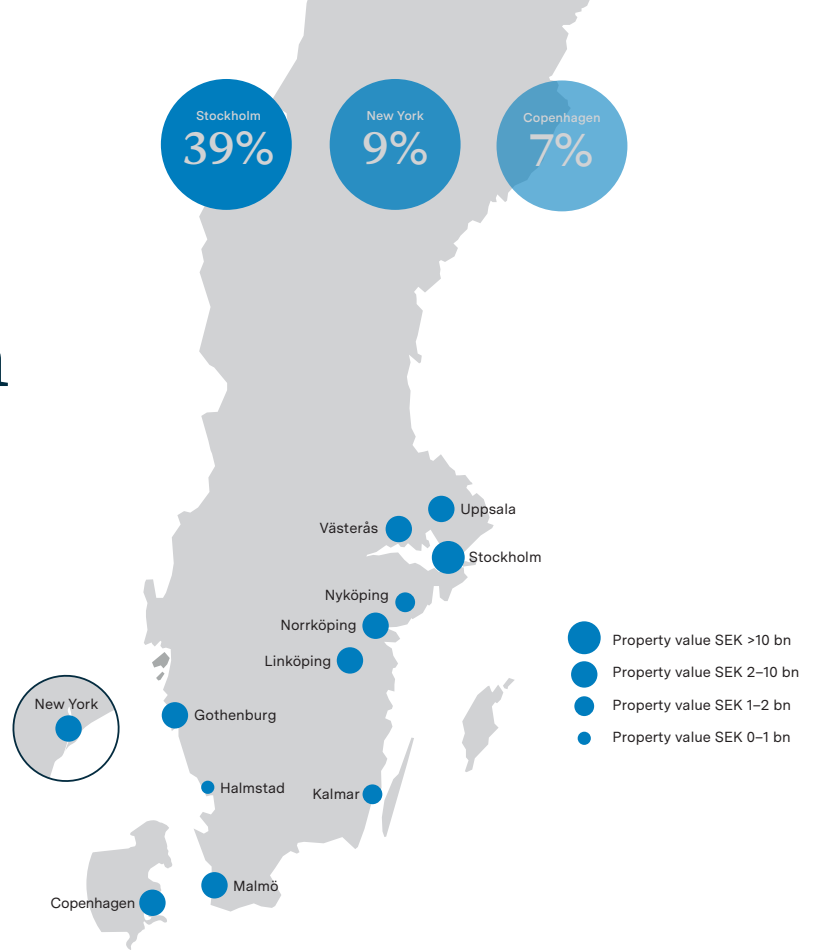 Stockholm
39%
New York
9%
Copenhagen
7%
Uppsala
Västerås
Stockholm
Nyköping
Norrköping
Linköping
Property value SEK >10 bn
Property value SEK 2–10 bn
Property value SEK 1–2 bn
Property value SEK 0–1 bn
New York
Gothenburg
Halmstad
Kalmar
Malmö
Copenhagen